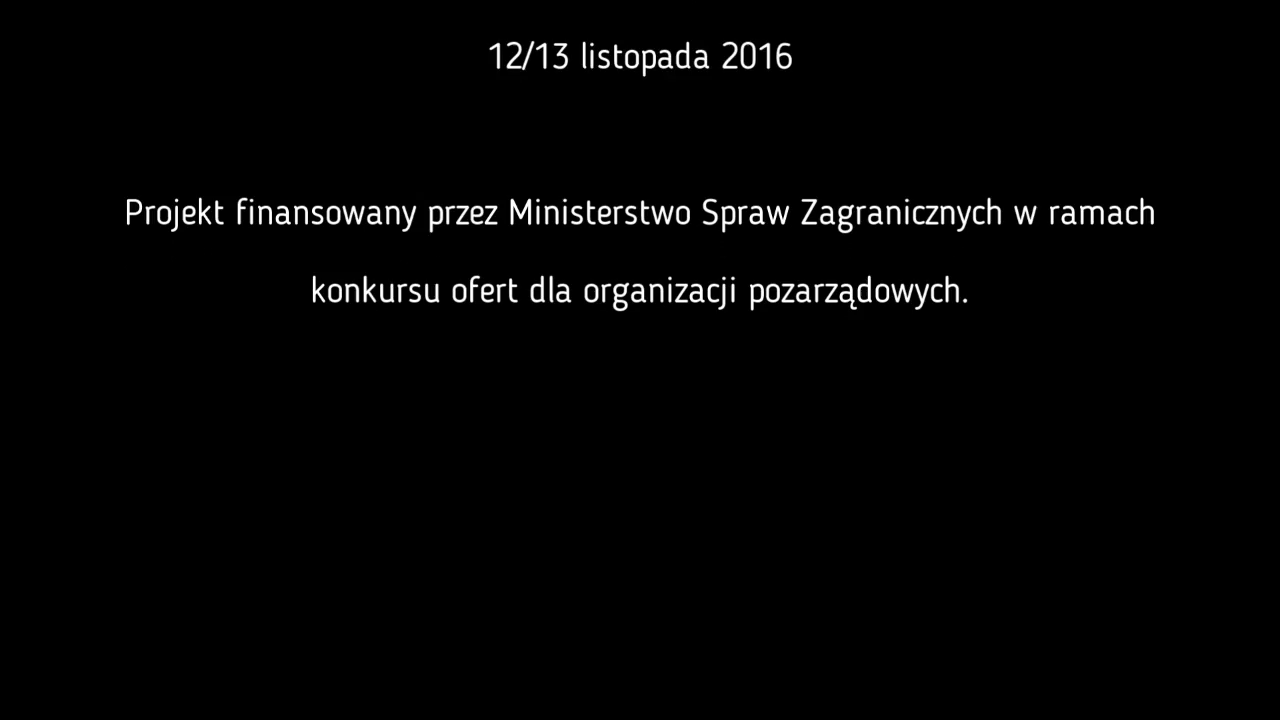 12/13 listopada 2016
Projekt finansowany przez Ministerstwo Spraw Zagranicznych w ramach
konkursu ofert dla organizacji pozarządowych.